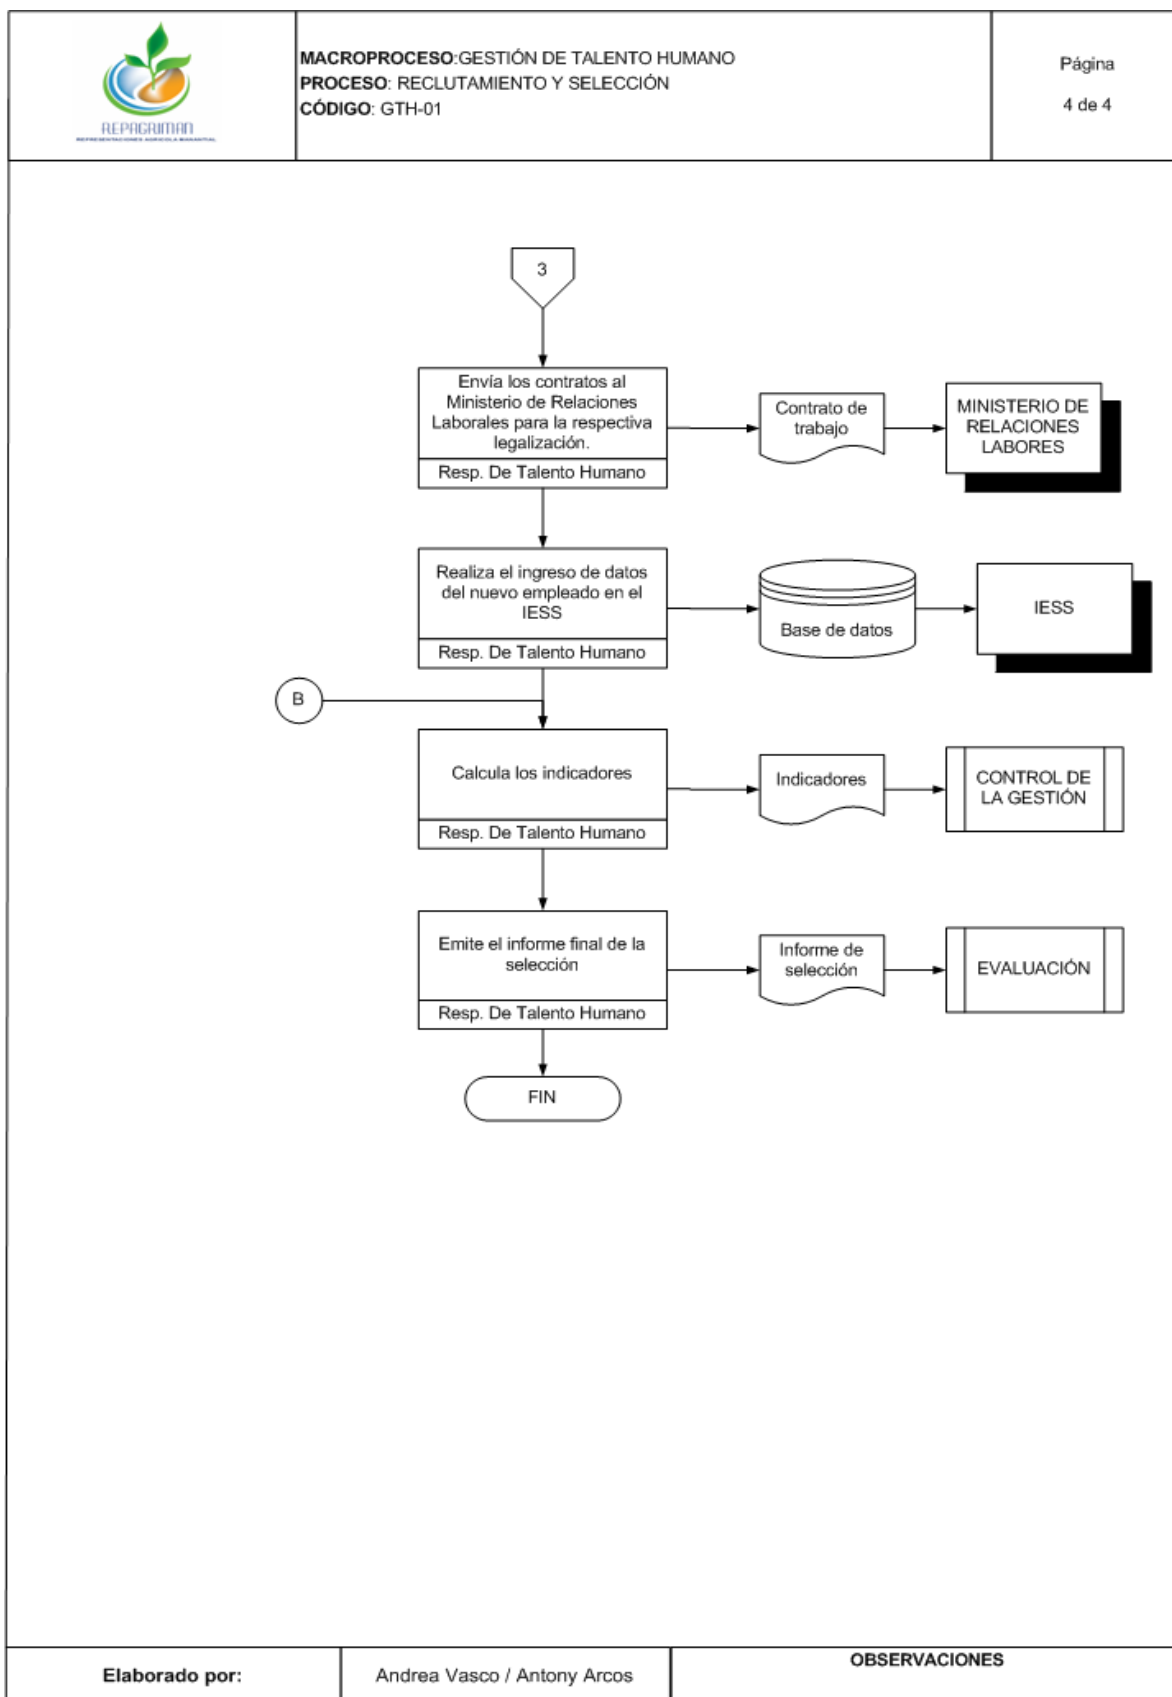 REPAGRIMAN
REPRESENTACIONES AGRICOLA MANANTIAL
MACROPROCESO:GESTIÓN DE TALENTO HUMANO
PROCESO: RECLUTAMIENTO Y SELECCIÓN
CÓDIGO: GTH-01
Página
4 de 4
3
Envía los contratos al
Ministerio de Relaciones
Laborales para la respectiva
legalización.
Resp. De Talento Humano
Contrato de
trabajo
MINISTERIO DE
RELACIONES
LABORES
Realiza el ingreso de datos
del nuevo empleado en el
IESS
Resp. De Talento Humano
Base de datos
IESS
B
Calcula los indicadores
Resp. De Talento Humano
Indicadores
CONTROL DE
LA GESTIÓN
Emite el informe final de la
selección
Resp. De Talento Humano
Informe de
selección
EVALUACIÓN
FIN
Elaborado por:
Andrea Vasco / Antony Arcos
OBSERVACIONES